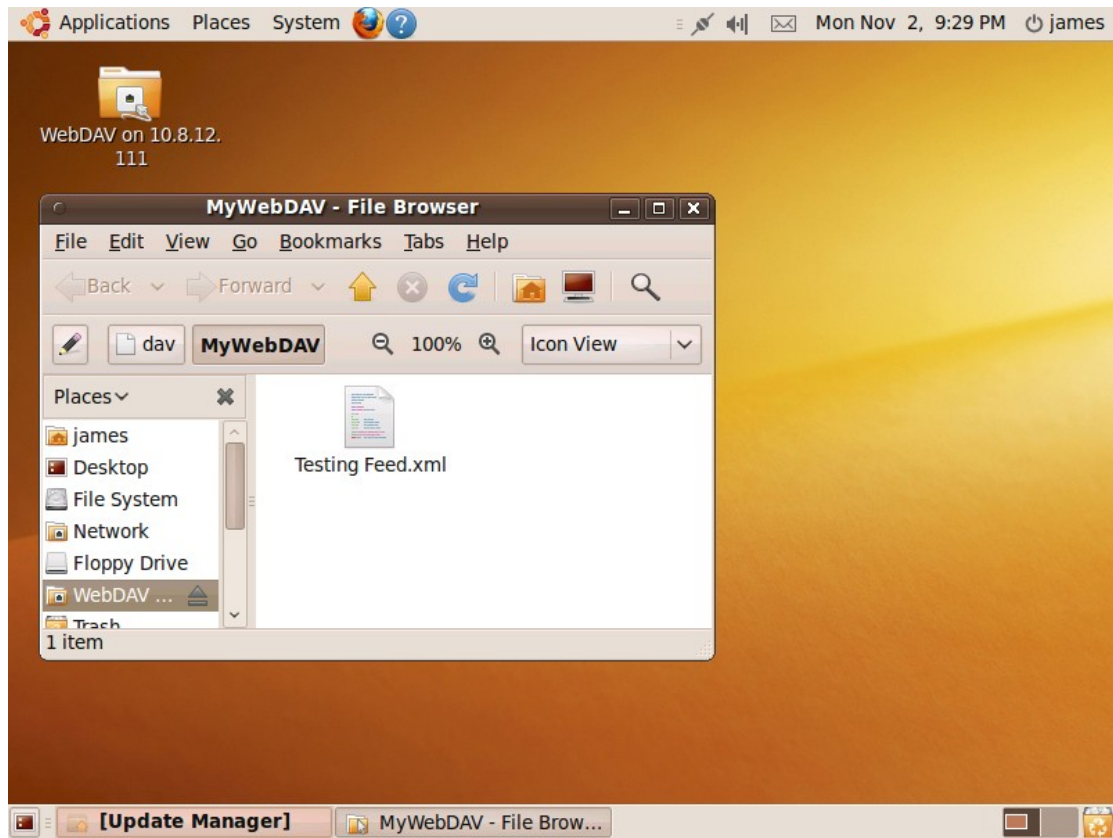 Applications Places System ? Mon Nov 2, 9:29 PM james
WebDAV on 10.8.12.
111
MyWebDAV - File Browser
File Edit View Go Bookmarks Tabs Help
Back Forward
dav MyWebDAV 100% Icon View
Places
james
Desktop
File System
Network
Floppy Drive
WebDAV ...
Trash
Testing Feed.xml
1 item
[Update Manager] MyWebDAV - File Brow...